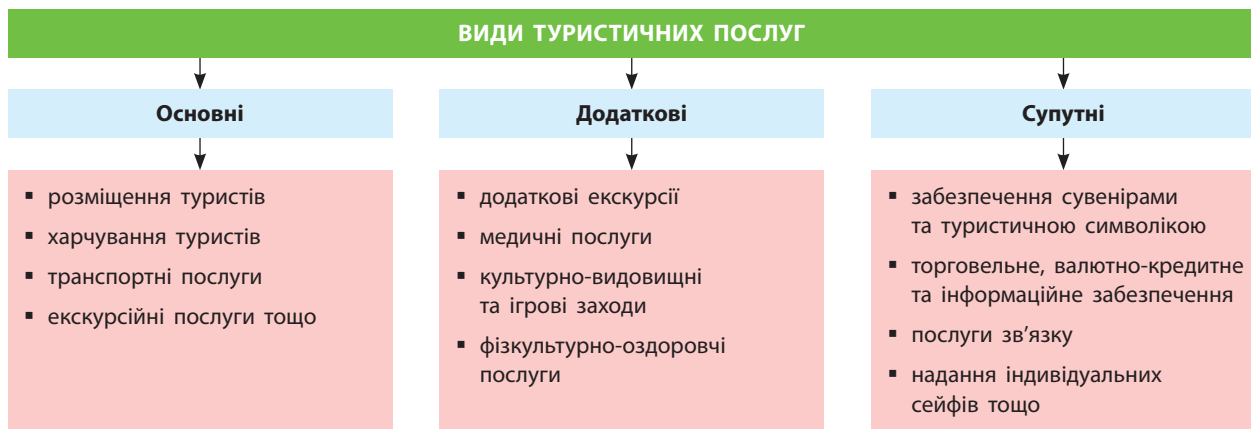 ВИДИ ТУРИСТИЧНИХ ПОСЛУГ
Основні
▪ розміщення туристів
▪ харчування туристів
▪ транспортні послуги
▪ екскурсійні послуги тощо
Додаткові
▪ додаткові екскурсії
▪ медичні послуги
▪ культурно-видовищні
та ігрові заходи
▪ фізкультурно-оздоровчі
послуги
Супутні
▪ забезпечення сувенірами
та туристичною символікою
▪ торговельне, валютно-кредитне
та інформаційне забезпечення
▪ послуги зв’язку
▪ надання індивідуальних
сейфів тощо